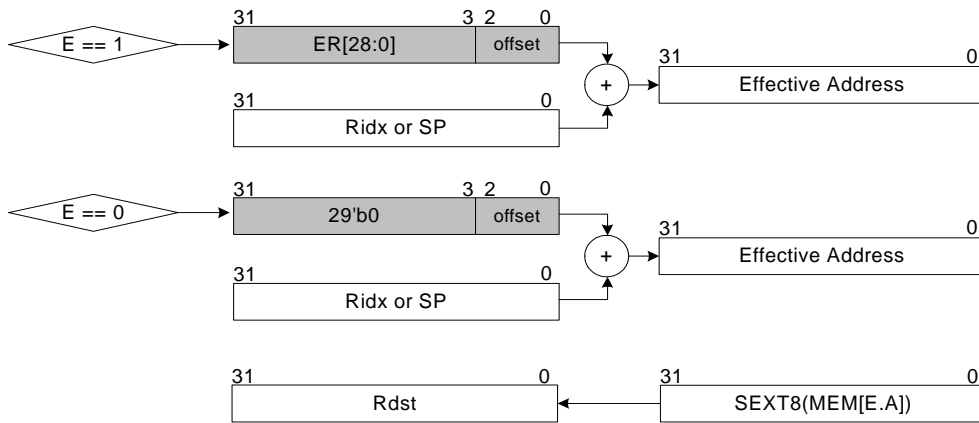 31 3 2 0
E == 1 ER[28:0] offset
31 0
+ Effective Address
31 0
Ridx or SP
31 3 2 0
E == 0 29'b0 offset
31 0
+ Effective Address
31 0
Ridx or SP
31 0 31 0
Rdst SEXT8(MEM[E.A])